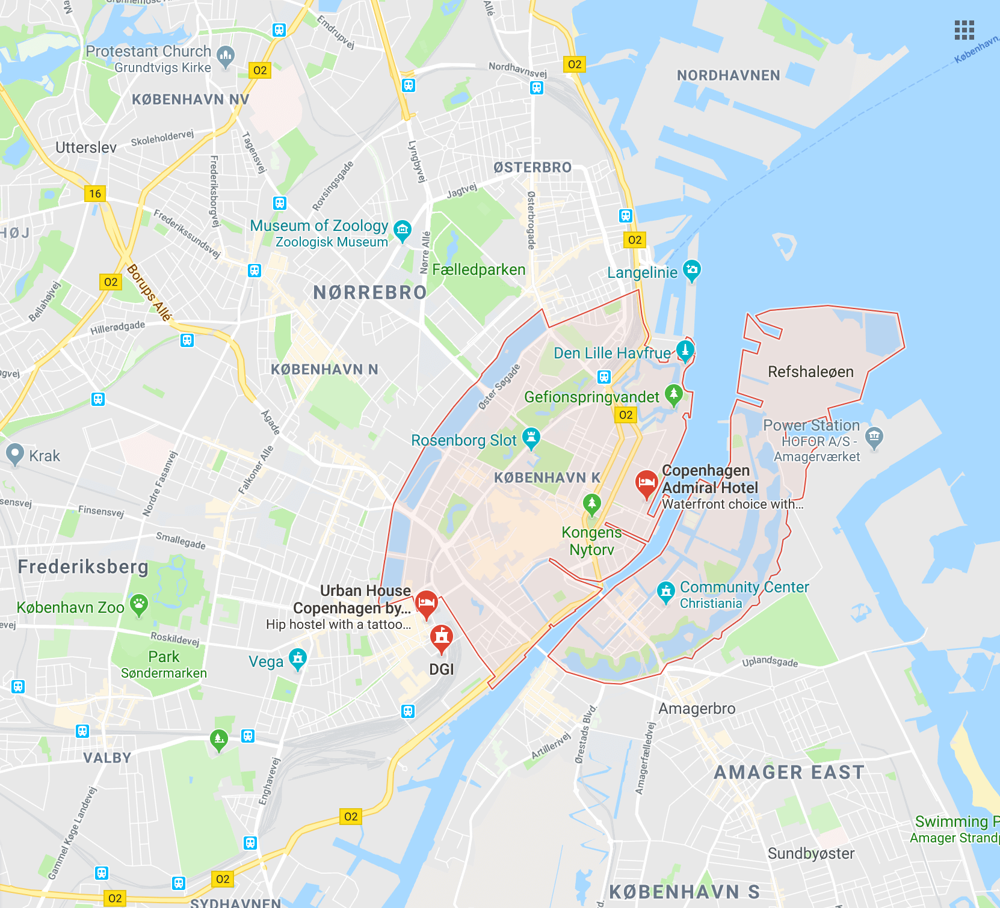 Protestant Church
Grundtvigs Kirke
Emdrupvej
O2
Nordhavnsvej
O2
København
NORDHAVNEN
KØBENHAVN NV
Skoleholdervej
Utterslev
Tagensvej
Frederiksborgvej
Lyngbyvej
Rovsingsgade
ØSTERBRO
16
Jagtvej
Østerbrogade
Frederikssundsvej
HØJ
Museum of Zoology
Zoologisk Museum
Nørre Allé
O2
Fælledparken
Langelinie
O2
Borups Allé
Bellahøjvej
NØRREBRO
Hillerødgade
Den Lille Havfrue
KØBENHAVN N
Øster Søgade
Refshaleøen
Gefionspringvandet
O2
Ågade
Rosenborg Slot
Power Station
HOFOR A/S -
Amagerværket
Krak
Falkoner Alle
Nordre Fasanvej
KØBENHAVN K
Copenhagen
Admiral Hotel
Waterfront choice with...
Finsensvej
Smallegade
Kongens
Nytorv
Frederiksberg
Urban House
Copenhagen by...
Hip hostel with a tattoo...
Community Center
Christiania
København Zoo
Roskildevej
Park
Søndermarken
Vega
DGI
Uplandsgade
Amagerbro
Ørestads Blvd.
Artillerivej
Amagerfælledvej
VALBY
Enghavevej
AMAGER EAST
Gammel Køge Landevej
O2
Swimming P
Amager Strandp
Sundbyøster
O2
KØBENHAVN S
O2
SYDHAVNEN